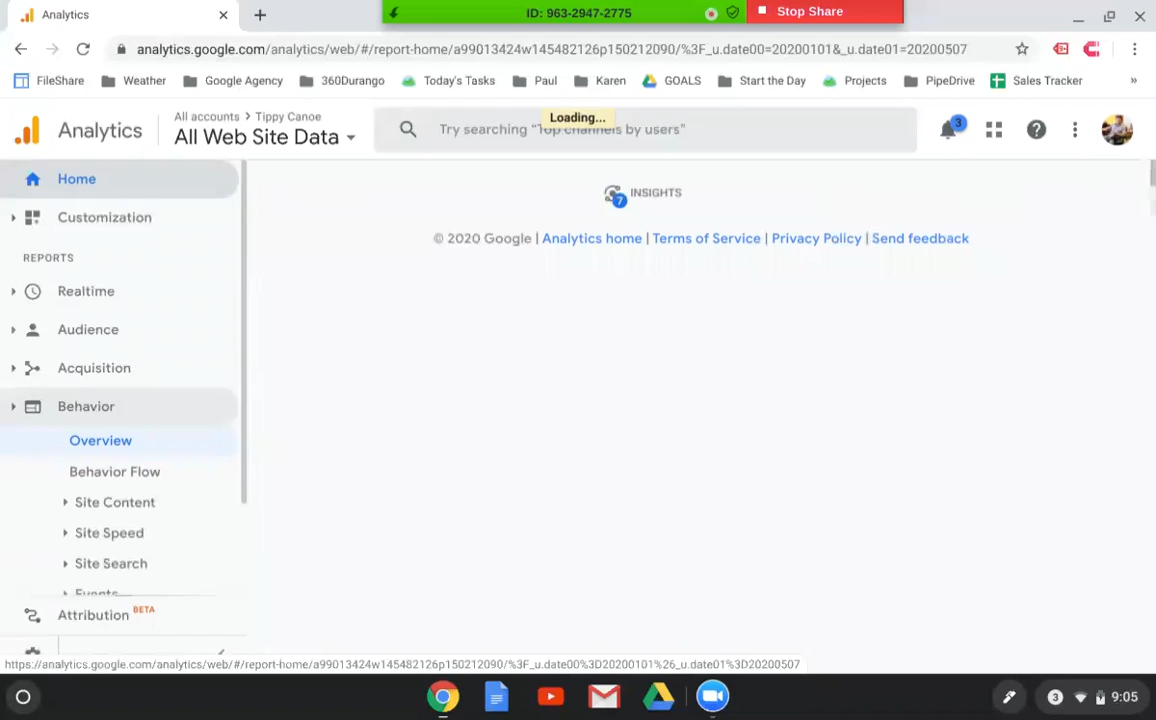 Analytics
ID: 963-2947-2775
Stop Share
analytics.google.com/analytics/web/#/report-home/a99013424w145482126p150212090/%3F_u.date00=20200101&_u.date01=20200507
FileShare
Weather
Google Agency
360Durango
Today's Tasks
Paul
Karen
GOALS
Start the Day
Projects
PipeDrive
Sales Tracker
»
Analytics
All accounts > Tippy Canoe
All Web Site Data
Try searching “Top channels by users”
Loading...
3
Home
Customization
REPORTS
Realtime
Audience
Acquisition
Behavior
Overview
Behavior Flow
Site Content
Site Speed
Site Search
Events
Attribution BETA
7 INSIGHTS
© 2020 Google | Analytics home | Terms of Service | Privacy Policy | Send feedback
https://analytics.google.com/analytics/web/#/report-home/a99013424w145482126p150212090/%3F_u.date00%3D20200101%26_u.date01%3D20200507
3
9:05